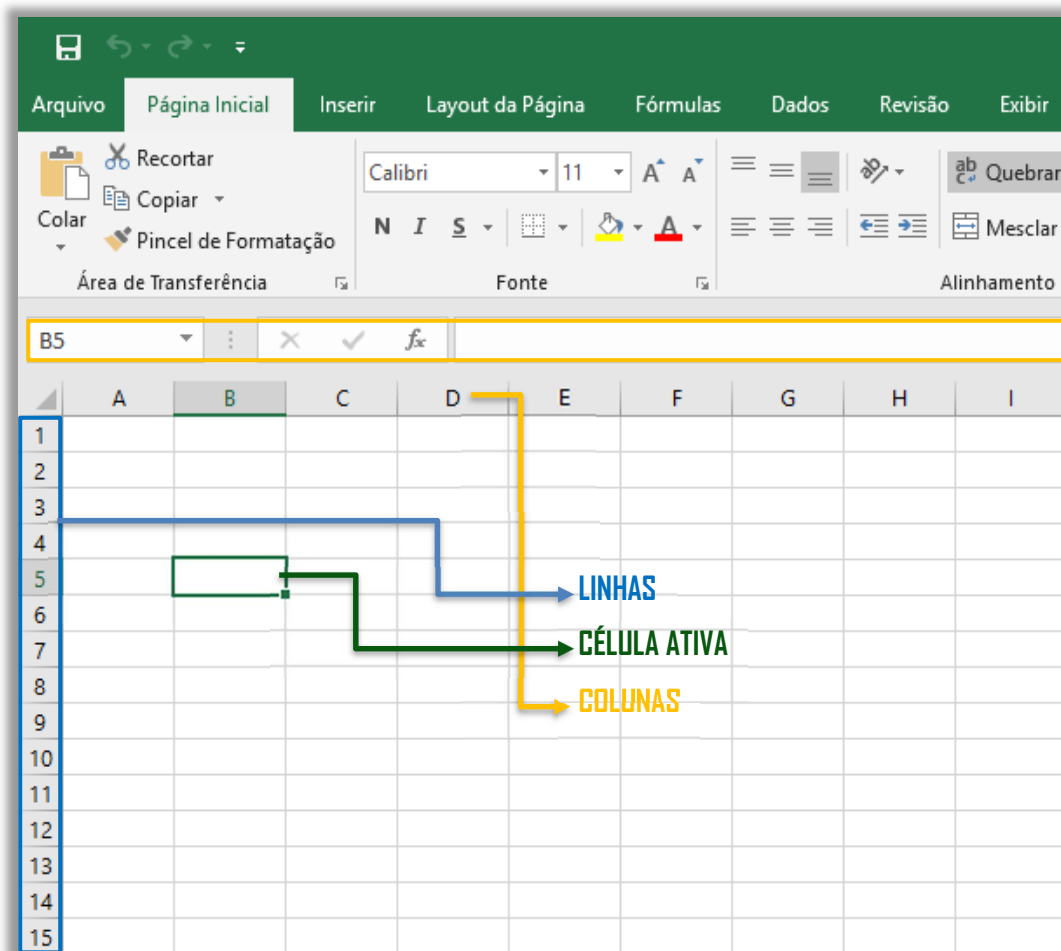 Arquivo Página Inicial Inserir Layout da Página Fórmulas Dados Revisão Exibir
Recortar
Copiar
Pincel de Formatação
Colar
Área de Transferência
Calibri 11 A A
N I S A
Fonte
ab c Quebrar
Mesclar
Alinhamento
B5 fx
A B C D E F G H I
1
2
3
4
5
LINHAS
6
7
CÉLULA ATIVA
8
COLUNAS
9
10
11
12
13
14
15